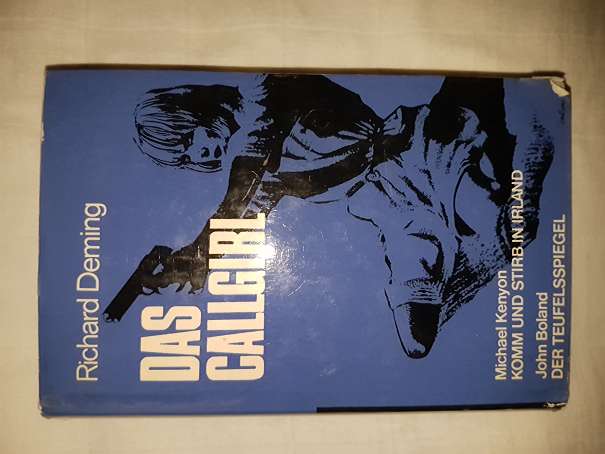 Richard Deming
DAS
CALLGIRL
Michael Kenyon
KOMM UND STIRB IN IRLAND
John Boland
DER TEUFELSSPIEGEL